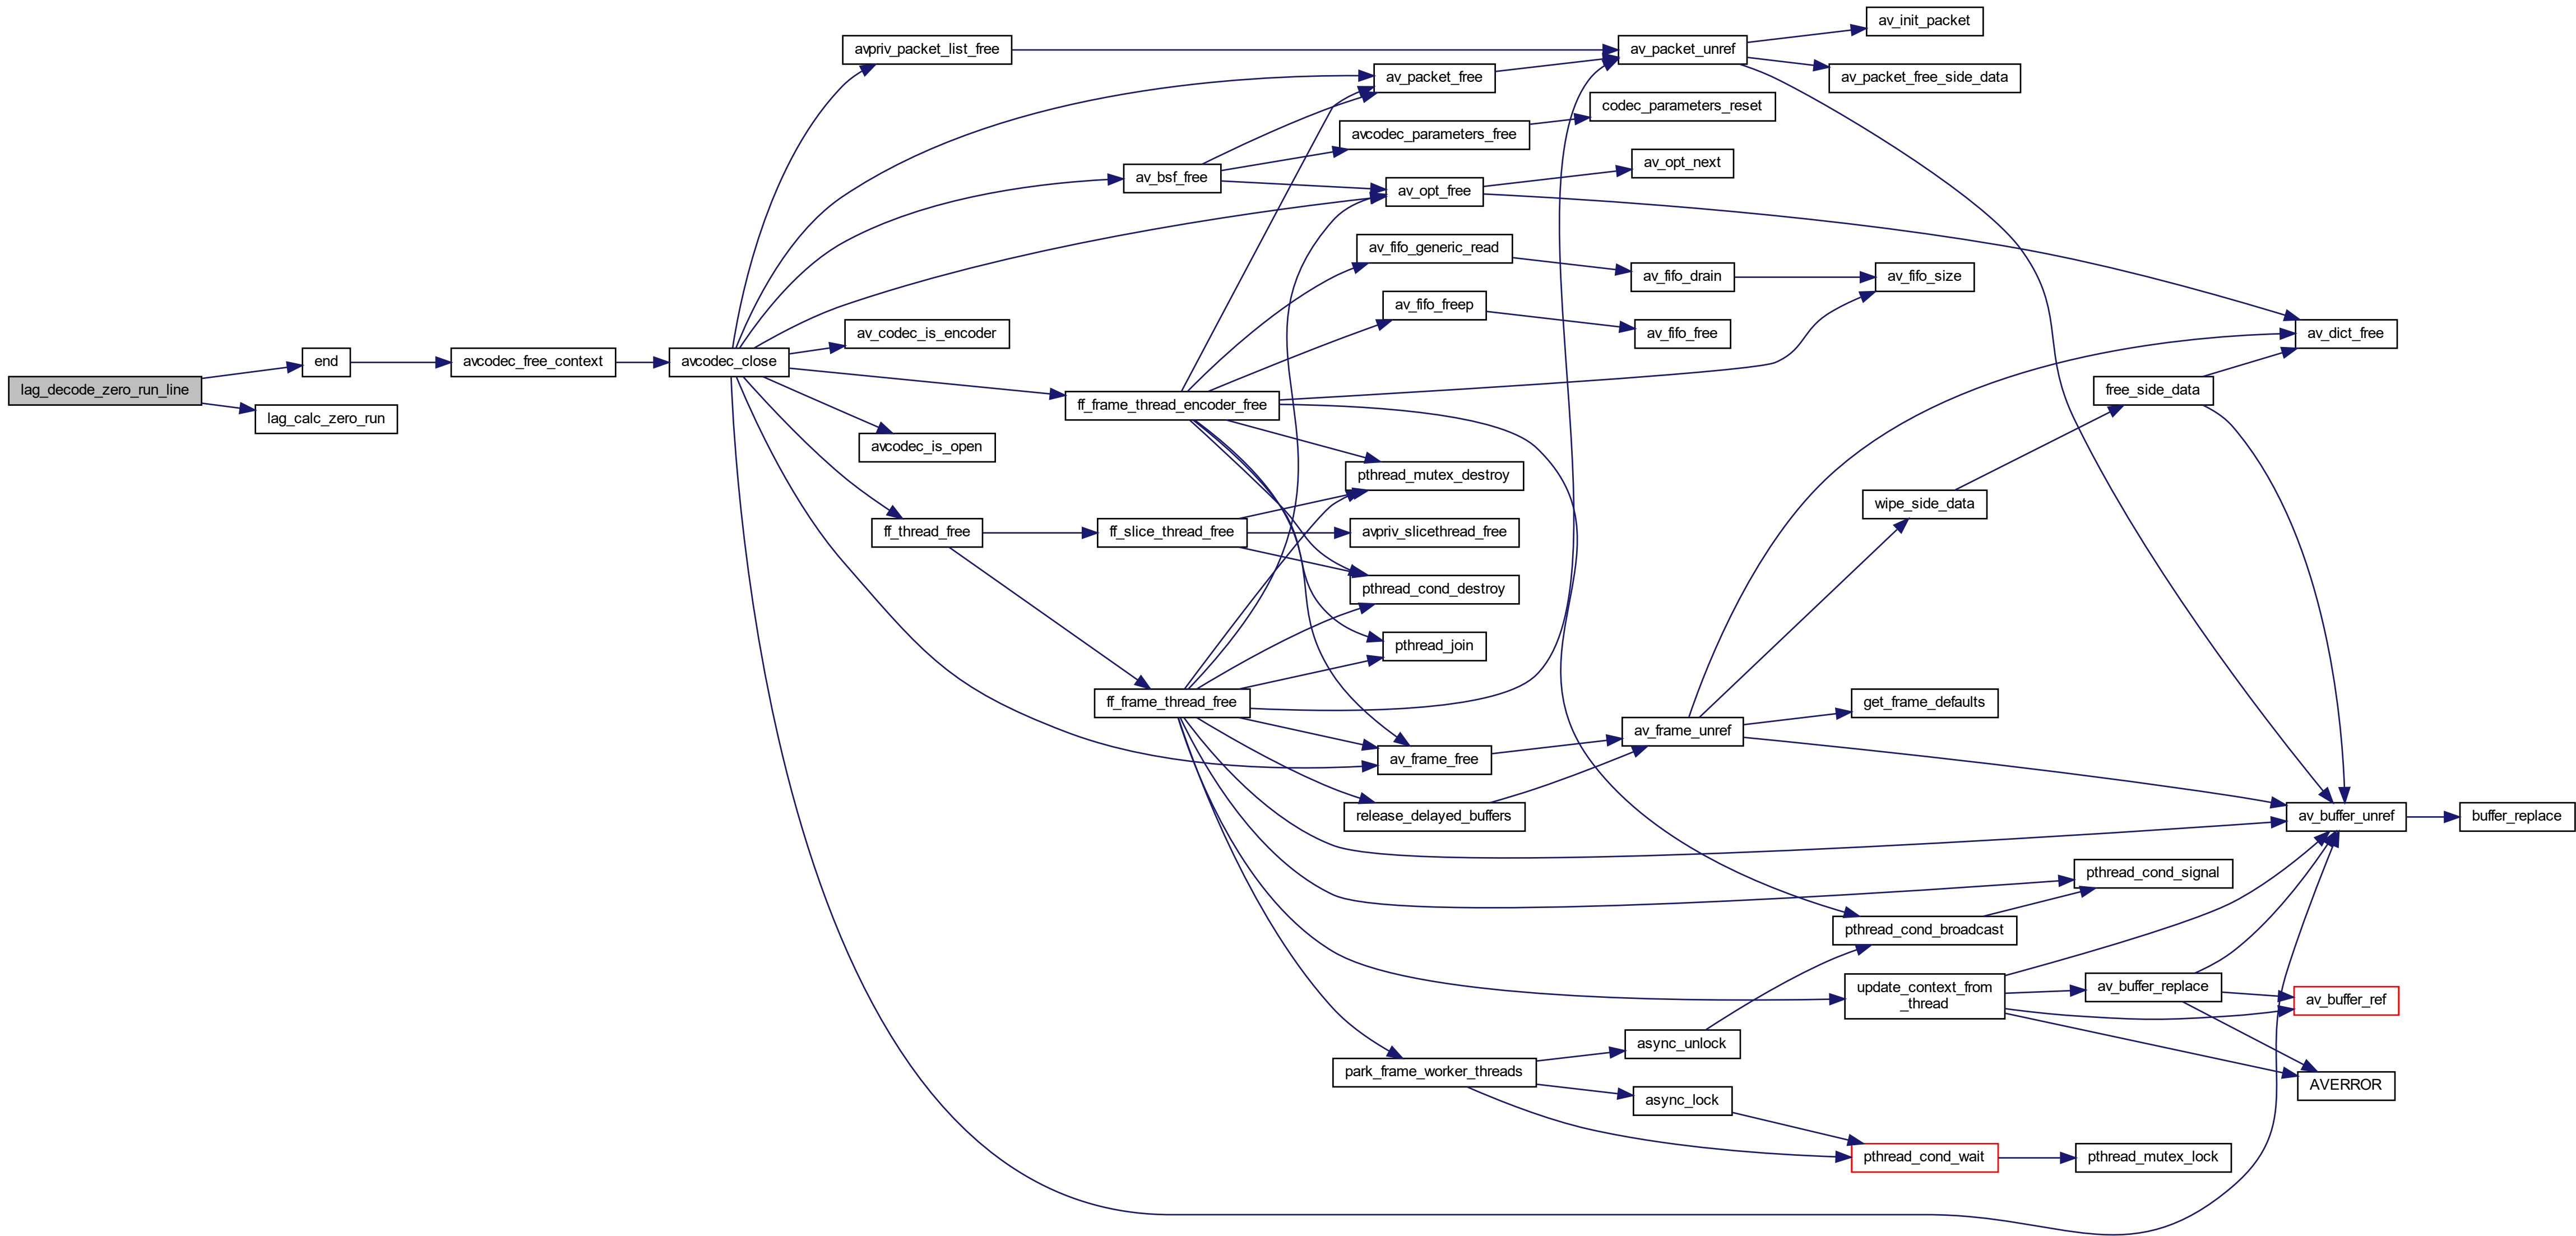 lag_decode_zero_run_line
end
lag_calc_zero_run
avcodec_free_context
avcodec_close
avpriv_packet_list_free
av_codec_is_encoder
avcodec_is_open
ff_thread_free
av_bsf_free
ff_frame_thread_encoder_free
ff_slice_thread_free
ff_frame_thread_free
av_packet_free
avcodec_parameters_free
av_opt_free
av_fifo_generic_read
av_fifo_freep
pthread_mutex_destroy
avpriv_slicethread_free
pthread_cond_destroy
pthread_join
av_frame_free
release_delayed_buffers
park_frame_worker_threads
av_packet_unref
codec_parameters_reset
av_opt_next
av_fifo_drain
av_fifo_free
av_frame_unref
async_unlock
async_lock
av_init_packet
av_packet_free_side_data
av_fifo_size
wipe_side_data
get_frame_defaults
pthread_cond_broadcast
update_context_from
_thread
pthread_cond_wait
free_side_data
pthread_cond_signal
av_buffer_replace
pthread_mutex_lock
av_dict_free
av_buffer_unref
av_buffer_ref
AVERROR
buffer_replace